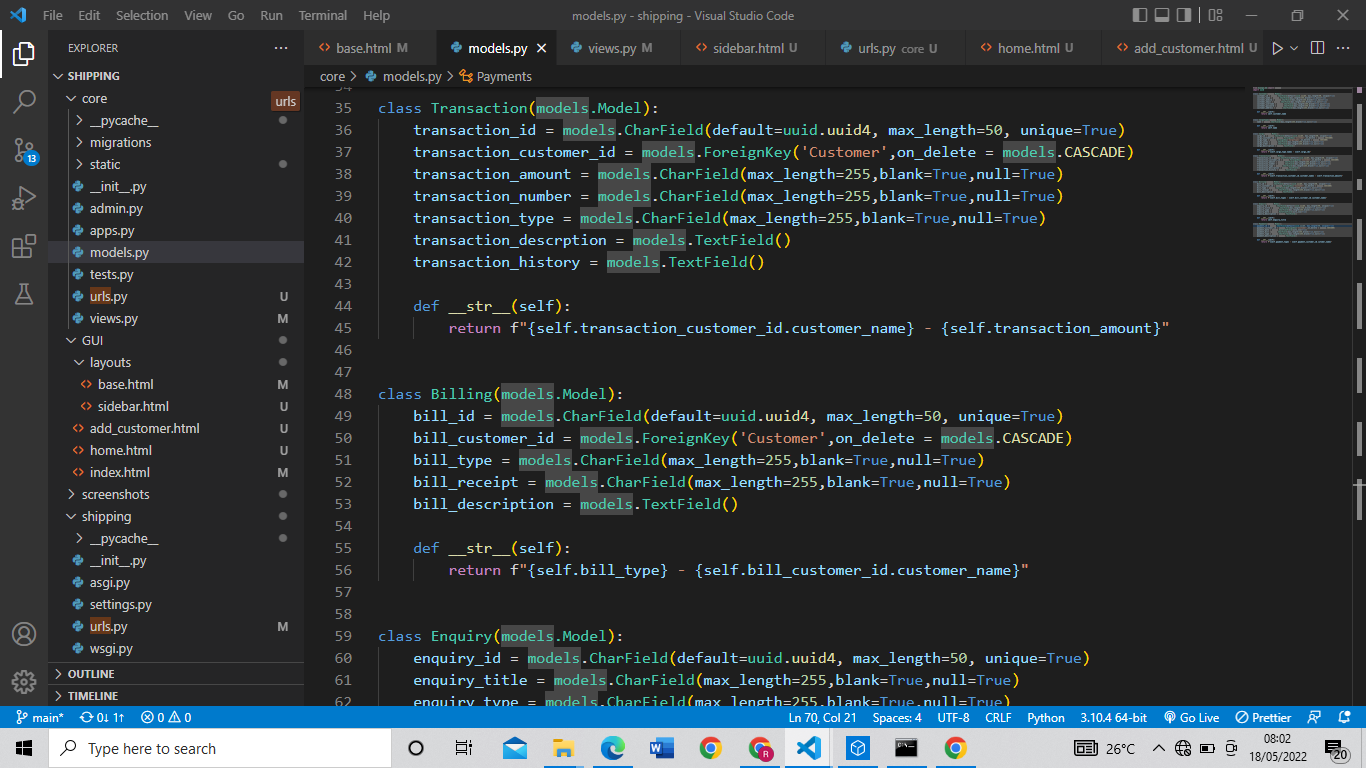 File Edit Selection View Go Run Terminal Help models.py - shipping - Visual Studio Code
EXPLORER
SHIPPING
core
urls
__pycache__
migrations
static
__init__.py
admin.py
apps.py
models.py
tests.py
urls.py U
views.py M
GUI
layouts
base.html M
sidebar.html U
add_customer.html U
home.html U
index.html M
screenshots
shipping
__pycache__
__init__.py
asgi.py
settings.py
urls.py M
wsgi.py
OUTLINE
TIMELINE
13
base.html M models.py views.py M sidebar.html U urls.py core U home.html U add_customer.html U
core > models.py > Payments
34
35 class Transaction(models.Model):
36 transaction_id = models.CharField(default=uuid.uuid4, max_length=50, unique=True)
37 transaction_customer_id = models.ForeignKey('Customer',on_delete = models.CASCADE)
38 transaction_amount = models.CharField(max_length=255,blank=True,null=True)
39 transaction_number = models.CharField(max_length=255,blank=True,null=True)
40 transaction_type = models.CharField(max_length=255,blank=True,null=True)
41 transaction_descrption = models.TextField()
42 transaction_history = models.TextField()
43
44 def __str__(self):
45 return f"{self.transaction_customer_id.customer_name} - {self.transaction_amount}"
46
47
48 class Billing(models.Model):
49 bill_id = models.CharField(default=uuid.uuid4, max_length=50, unique=True)
50 bill_customer_id = models.ForeignKey('Customer',on_delete = models.CASCADE)
51 bill_type = models.CharField(max_length=255,blank=True,null=True)
52 bill_receipt = models.CharField(max_length=255,blank=True,null=True)
53 bill_description = models.TextField()
54
55 def __str__(self):
56 return f"{self.bill_type} - {self.bill_customer_id.customer_name}"
57
58
59 class Enquiry(models.Model):
60 enquiry_id = models.CharField(default=uuid.uuid4, max_length=50, unique=True)
61 enquiry_title = models.CharField(max_length=255,blank=True,null=True)
62 enquiry_type = models.CharField(max_length=255,blank=True,null=True)
main* 0↓ 1↑ 0 0 Ln 70, Col 21 Spaces: 4 UTF-8 CRLF Python 3.10.4 64-bit Go Live Prettier
Type here to search
R
26°C
08:02
18/05/2022
20